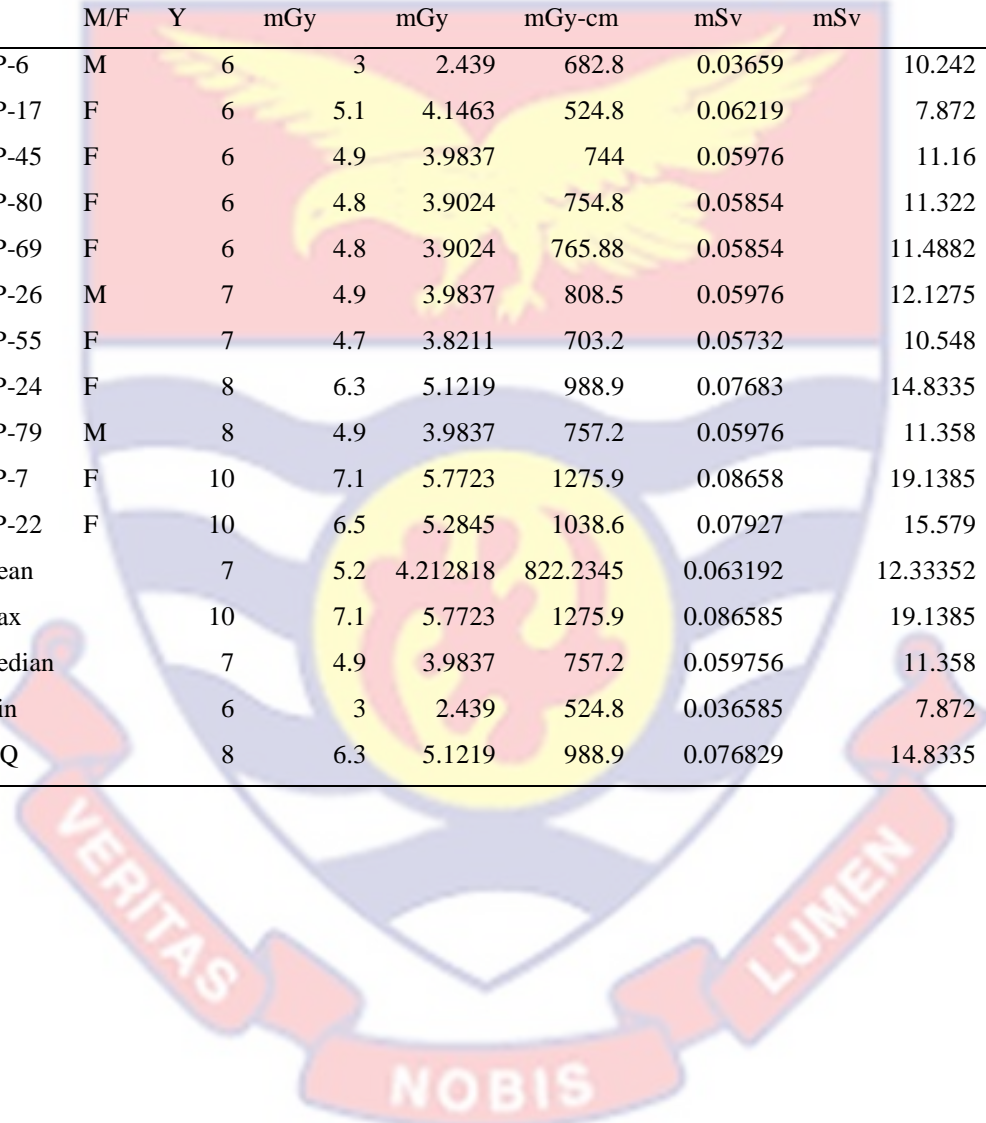 M/F Y mGy mGy mGy-cm mSv mSv
P-6 M 6 3 2.439 682.8 0.03659 10.242
P-17 F 6 5.1 4.1463 524.8 0.06219 7.872
P-45 F 6 4.9 3.9837 744 0.05976 11.16
P-80 F 6 4.8 3.9024 754.8 0.05854 11.322
P-69 F 6 4.8 3.9024 765.88 0.05854 11.4882
P-26 M 7 4.9 3.9837 808.5 0.05976 12.1275
P-55 F 7 4.7 3.8211 703.2 0.05732 10.548
P-24 F 8 6.3 5.1219 988.9 0.07683 14.8335
P-79 M 8 4.9 3.9837 757.2 0.05976 11.358
P-7 F 10 7.1 5.7723 1275.9 0.08658 19.1385
P-22 F 10 6.5 5.2845 1038.6 0.07927 15.579
ean 7 5.2 4.212818 822.2345 0.063192 12.33352
ax 10 7.1 5.7723 1275.9 0.086585 19.1385
edian 7 4.9 3.9837 757.2 0.059756 11.358
in 6 3 2.439 524.8 0.036585 7.872
Q 8 6.3 5.1219 988.9 0.076829 14.8335
VERITAS
NOBIS
LUMEN